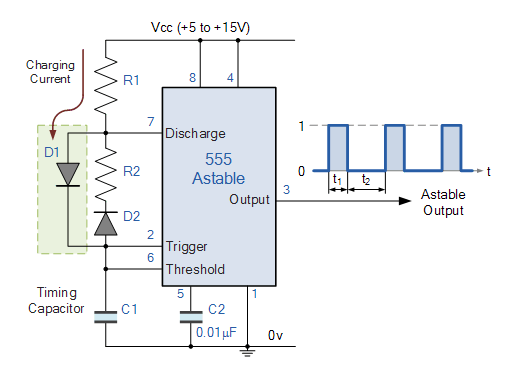 Vcc (+5 to +15V)
Charging
Current
R1
8
4
7
Discharge
D1
R2
555
Astable
D2
Output
3
2
Trigger
6
Threshold
1
0
t1
t2
t
Astable
Output
Timing
Capacitor
C1
5
C2
0.01µF
1
0v